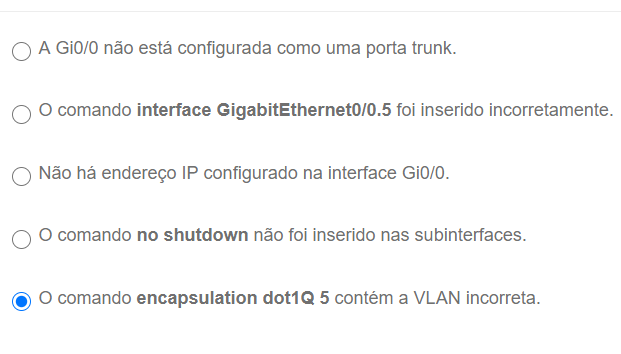 A Gi0/0 não está configurada como uma porta trunk.
O comando interface GigabitEthernet0/0.5 foi inserido incorretamente.
Não há endereço IP configurado na interface Gi0/0.
O comando no shutdown não foi inserido nas subinterfaces.
O comando encapsulation dot1Q 5 contém a VLAN incorreta.